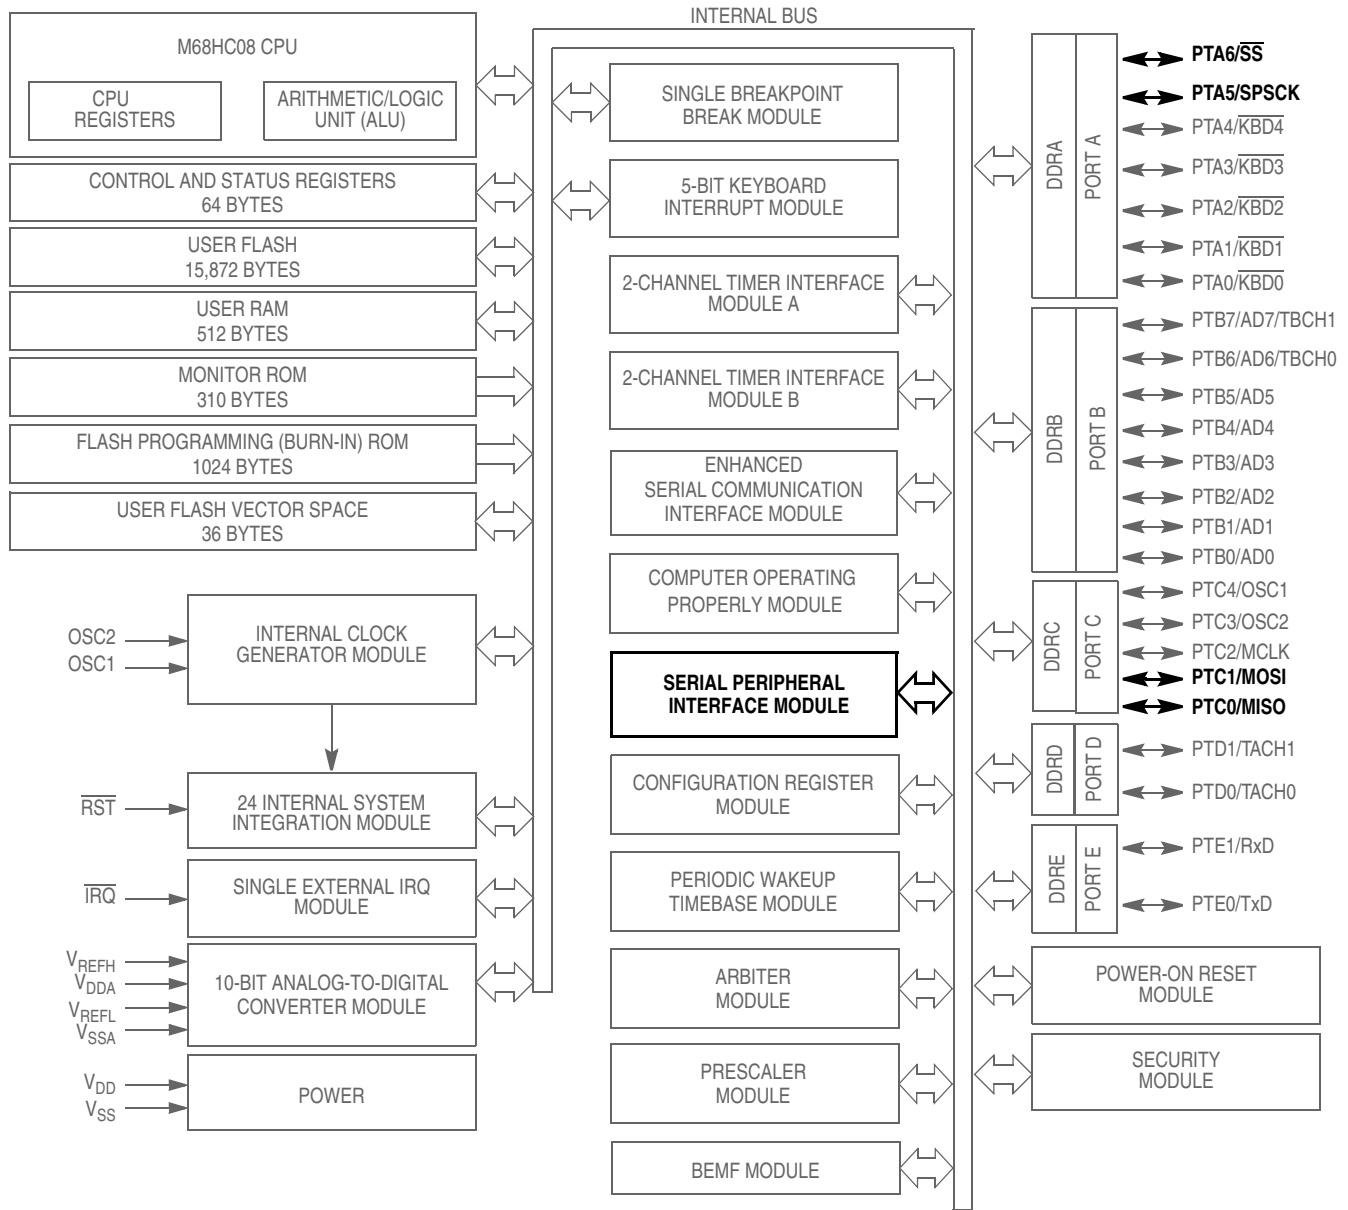 INTERNAL BUS
M68HC08 CPU
CPU
REGISTERS
ARITHMETIC/LOGIC
UNIT (ALU)
CONTROL AND STATUS REGISTERS
64 BYTES
USER FLASH
15,872 BYTES
USER RAM
512 BYTES
MONITOR ROM
310 BYTES
FLASH PROGRAMMING (BURN-IN) ROM
1024 BYTES
USER FLASH VECTOR SPACE
36 BYTES
OSC2
OSC1
INTERNAL CLOCK
GENERATOR MODULE
RST
24 INTERNAL SYSTEM
INTEGRATION MODULE
IRQ
SINGLE EXTERNAL IRQ
MODULE
VREFH
VDDA
VREFL
VSSA
10-BIT ANALOG-TO-DIGITAL
CONVERTER MODULE
VDD
VSS
POWER
SINGLE BREAKPOINT
BREAK MODULE
5-BIT KEYBOARD
INTERRUPT MODULE
2-CHANNEL TIMER INTERFACE
MODULE A
2-CHANNEL TIMER INTERFACE
MODULE B
ENHANCED
SERIAL COMMUNICATION
INTERFACE MODULE
COMPUTER OPERATING
PROPERLY MODULE
SERIAL PERIPHERAL
INTERFACE MODULE
CONFIGURATION REGISTER
MODULE
PERIODIC WAKEUP
TIMEBASE MODULE
ARBITER
MODULE
PRESCALER
MODULE
BEMF MODULE
DDRA
PORT A
PTA6/SS
PTA5/SPSCK
PTA4/KBD4
PTA3/KBD3
PTA2/KBD2
PTA1/KBD1
PTA0/KBD0
DDRB
PORT B
PTB7/AD7/TBCH1
PTB6/AD6/TBCH0
PTB5/AD5
PTB4/AD4
PTB3/AD3
PTB2/AD2
PTB1/AD1
PTB0/AD0
DDRC
PORT C
PTC4/OSC1
PTC3/OSC2
PTC2/MCLK
PTC1/MOSI
PTC0/MISO
DDRD
PORT D
PTD1/TACH1
PTD0/TACH0
DDRE
PORT E
PTE1/RxD
PTE0/TxD
POWER-ON RESET
MODULE
SECURITY
MODULE